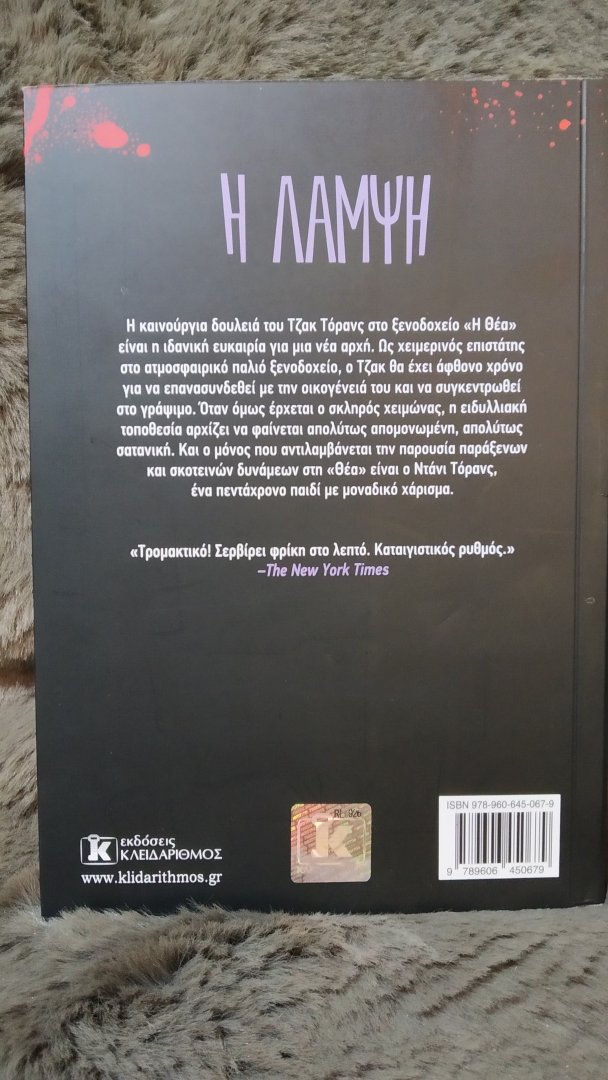 Η ΛΑΜΨΗ
Η καινούργια δουλειά του Τζακ Τόρανς στο ξενοδοχείο «Η Θέα»
είναι η ιδανική ευκαιρία για μια νέα αρχή. Ως χειμερινός επιστάτης
στο ατμοσφαιρικό παλιό ξενοδοχείο, ο Τζακ θα έχει άφθονο χρόνο
για να επανασυνδεθεί με την οικογένειά του και να συγκεντρωθεί
στο γράψιμο. Όταν όμως έρχεται ο σκληρός χειμώνας, η ειδυλλιακή
τοποθεσία αρχίζει να φαίνεται απολύτως απομονωμένη, απολύτως
σατανική. Και ο μόνος που αντιλαμβάνεται την παρουσία παράξενων
και σκοτεινών δυνάμεων στη «Θέα» είναι ο Ντάνι Τόρανς,
ένα πεντάχρονο παιδί με μοναδικό χάρισμα.
«Τρομακτικό! Σερβίρει φρίκη στο λεπτό. Καταιγιστικός ρυθμός.»
–The New York Times
εκδόσεις
ΚΛΕΙΔΑΡΙΘΜΟΣ
www.klidarithmos.gr
K
ISBN 978-960-645-067-9
9 789606 450679